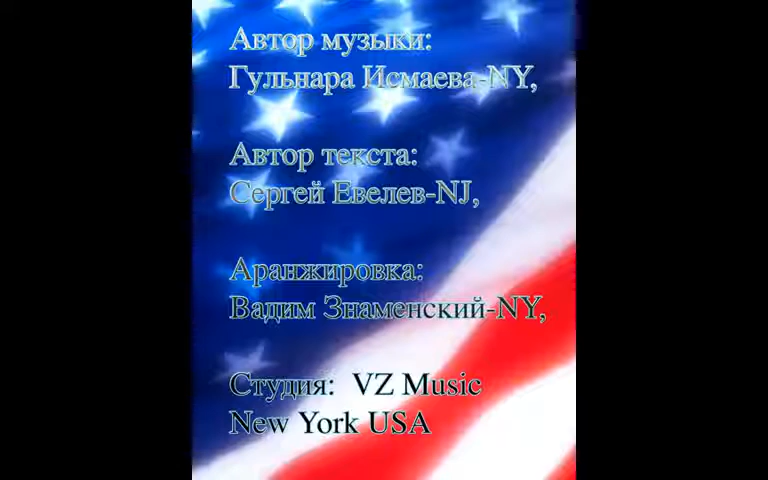 Автор музыки:
Гульнара Исмаева-NY,
Автор текста:
Сергей Евелев-NJ,
Аранжировка:
Вадим Знаменский-NY,
Студия: VZ Music
New York USA